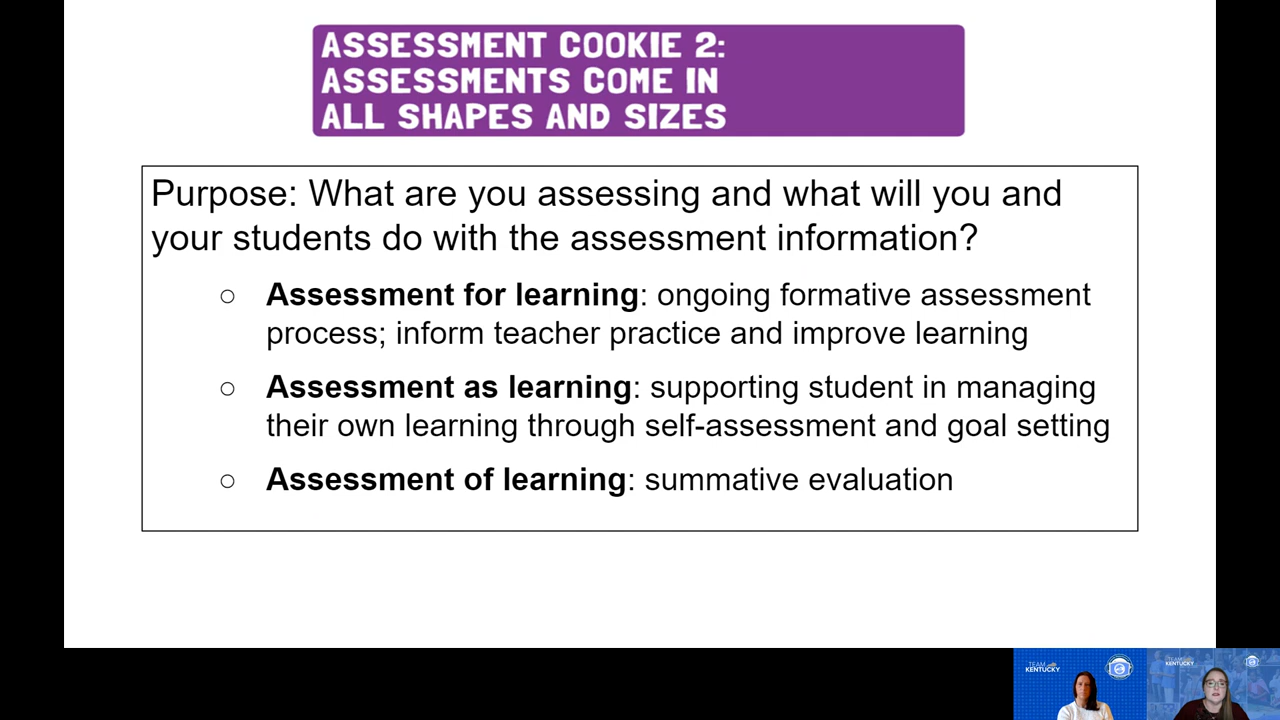 ASSESSMENT COOKIE 2:
ASSESSMENTS COME IN
ALL SHAPES AND SIZES
Purpose: What are you assessing and what will you and
your students do with the assessment information?
○ Assessment for learning: ongoing formative assessment
process; inform teacher practice and improve learning
○ Assessment as learning: supporting student in managing
their own learning through self-assessment and goal setting
○ Assessment of learning: summative evaluation
TEAM
KENTUCKY
TEAM
KENTUCKY